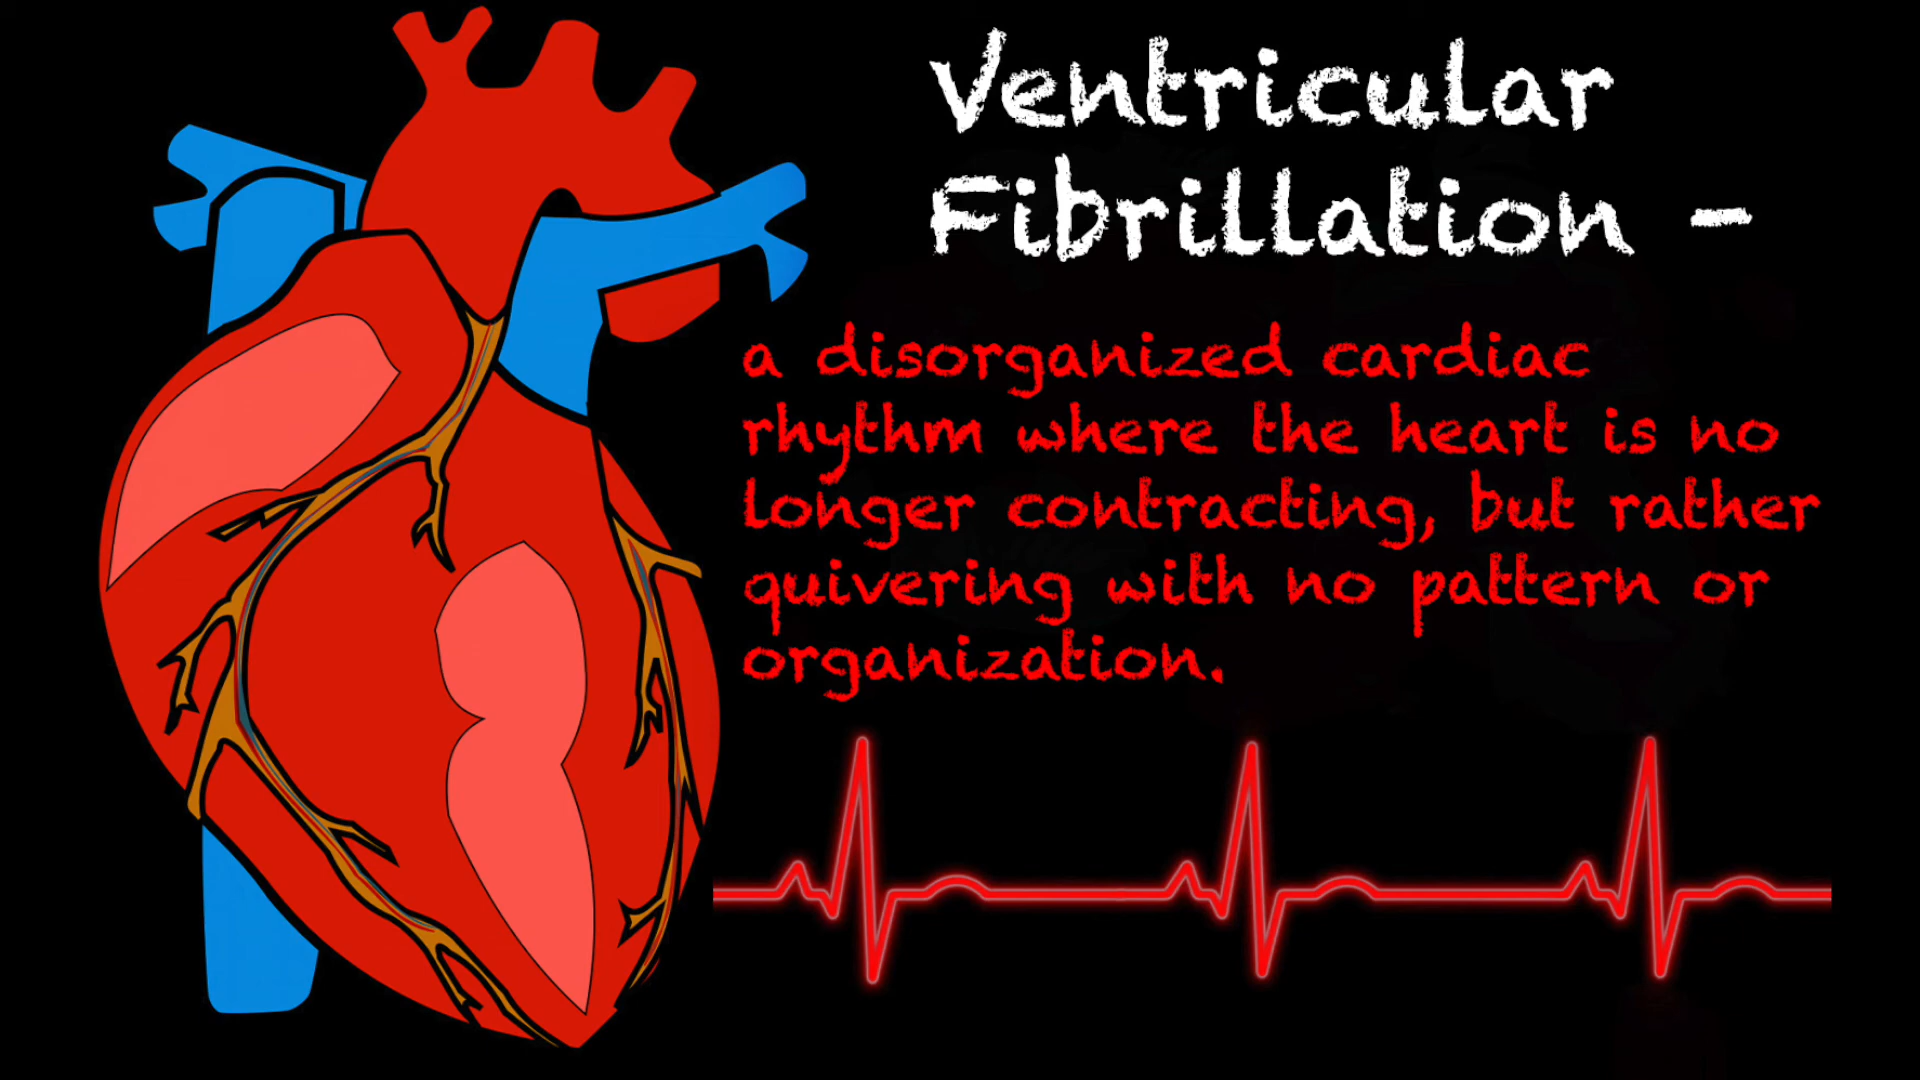 Ventricular
Fibrillation -
a disorganized cardiac
rhythm where the heart is no
longer contracting, but rather
quivering with no pattern or
organization.